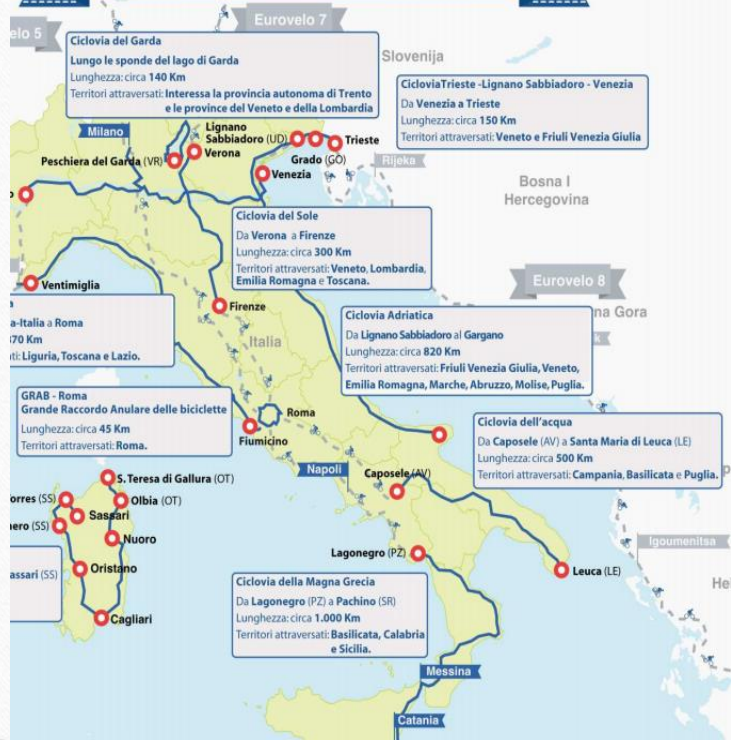 elo 5
Eurovelo 7
Ciclovia del Garda
Lungo le sponde del lago di Garda
Lunghezza: circa 140 Km
Territori attraversati: Interessa la provincia autonoma di Trento
e le province del Veneto e della Lombardia
Slovenija
CicloviaTrieste -Lignano Sabbiadoro - Venezia
Da Venezia a Trieste
Lunghezza: circa 150 Km
Territori attraversati: Veneto e Friuli Venezia Giulia
Milano
Lignano
Sabbiadoro (UD)
Trieste
Peschiera del Garda (VR)
Verona
Grado (GO)
Rijeka
Venezia
Bosna I
Hercegovina
o
Ciclovia del Sole
Da Verona a Firenze
Lunghezza: circa 300 Km
Territori attraversati: Veneto, Lombardia,
Emilia Romagna e Toscana.
Ventimiglia
Eurovelo 8
na Gora
k
Firenze
Italia
a
a-Italia a Roma
370 Km
ti: Liguria, Toscana e Lazio.
Ciclovia Adriatica
Da Lignano Sabbiadoro al Gargano
Lunghezza: circa 820 Km
Territori attraversati: Friuli Venezia Giulia, Veneto,
Emilia Romagna, Marche, Abruzzo, Molise, Puglia.
GRAB - Roma
Grande Raccordo Anulare delle biciclette
Lunghezza: circa 45 Km
Territori attraversati: Roma.
Roma
Fiumicino
Ciclovia dell'acqua
Da Caposele (AV) a Santa Maria di Leuca (LE)
Lunghezza: circa 500 Km
Territori attraversati: Campania, Basilicata e Puglia.
Napoli
Caposele (AV)
S. Teresa di Gallura (OT)
Olbia (OT)
orres (SS)
Sassari
hero (SS)
Nuoro
Igoumenitsa
Lagonegro (PZ)
Leuca (LE)
Oristano
assari (SS)
Hel
Cagliari
Ciclovia della Magna Grecia
Da Lagonegro (PZ) a Pachino (SR)
Lunghezza: circa 1.000 Km
Territori attraversati: Basilicata, Calabria
e Sicilia.
Messina
Catania